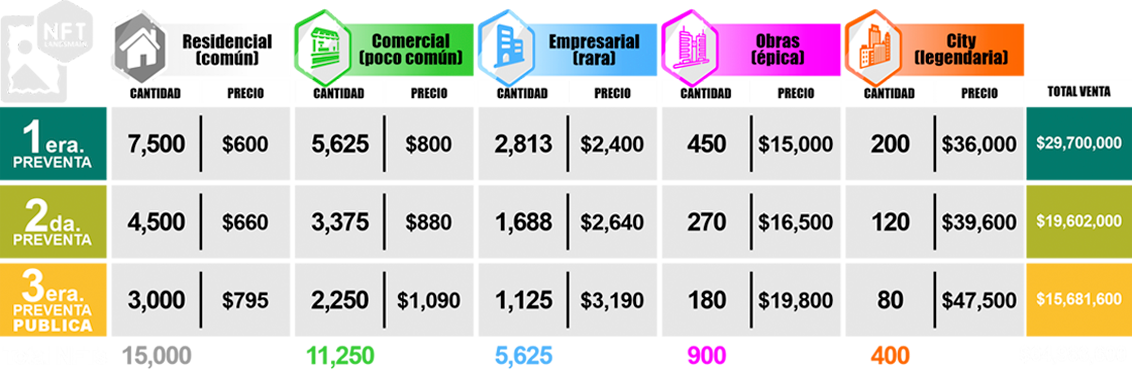 NFT
Residencial
(común)
Comercial
(poco común)
Empresarial
(rara)
Obras
(épica)
City
(legendaria)
CANTIDAD PRECIO CANTIDAD PRECIO CANTIDAD PRECIO CANTIDAD PRECIO CANTIDAD PRECIO TOTAL VENTA
1era.
PREVENTA
7,500 $600 5,625 $800 2,813 $2,400 450 $15,000 200 $36,000 $29,700,000
2da.
PREVENTA
4,500 $660 3,375 $880 1,688 $2,640 270 $16,500 120 $39,600 $19,602,000
3era.
PREVENTA
PUBLICA
3,000 $795 2,250 $1,090 1,125 $3,190 180 $19,800 80 $47,500 $15,681,600
15,000 11,250 5,625 900 400